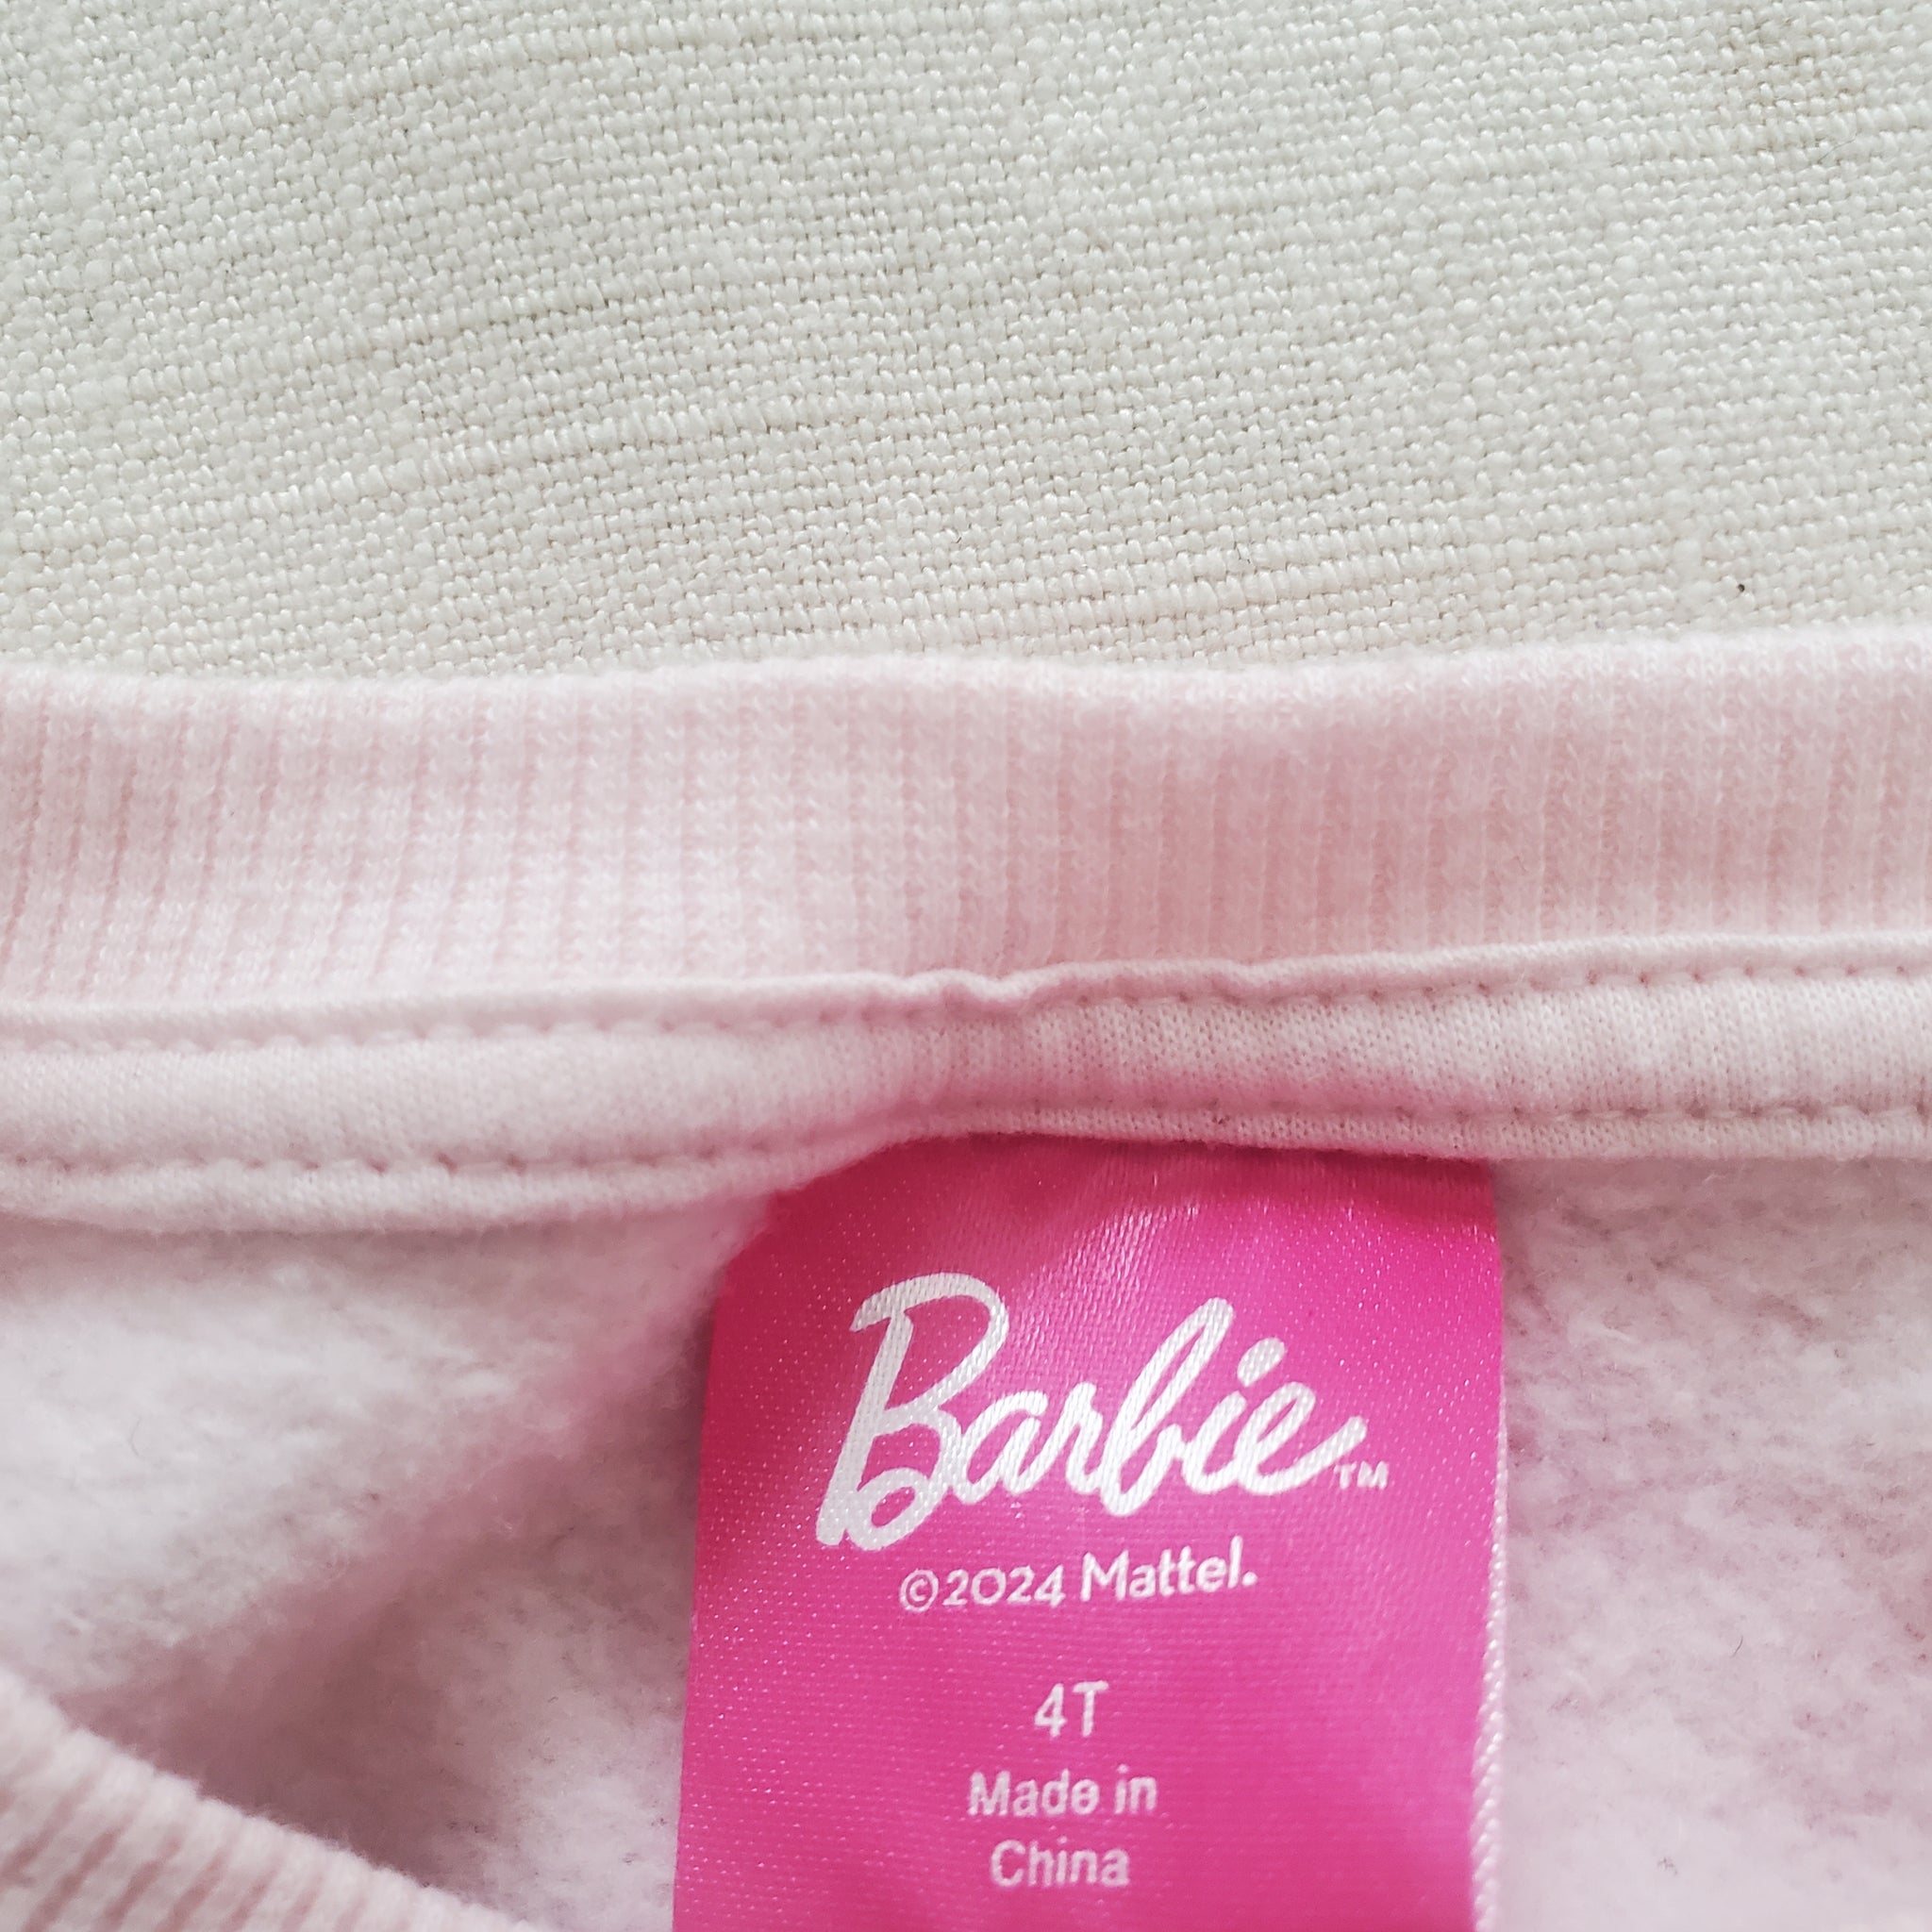 Barbie™
©2024 Mattel.
4T
Made in
China